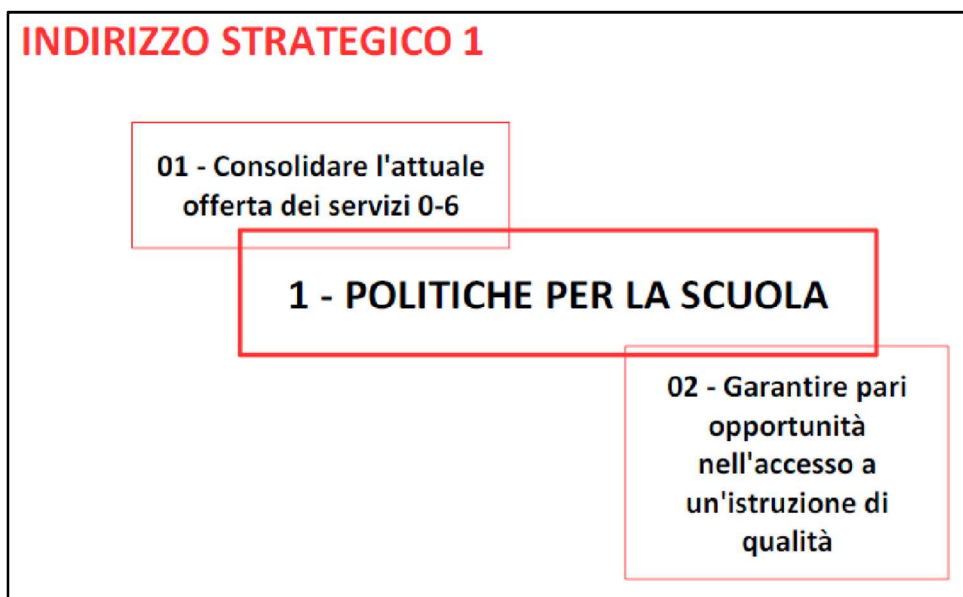 INDIRIZZO STRATEGICO 1
01 - Consolidare l'attuale
offerta dei servizi 0-6
1 - POLITICHE PER LA SCUOLA
02 - Garantire pari
opportunità
nell'accesso a
un'istruzione di
qualità